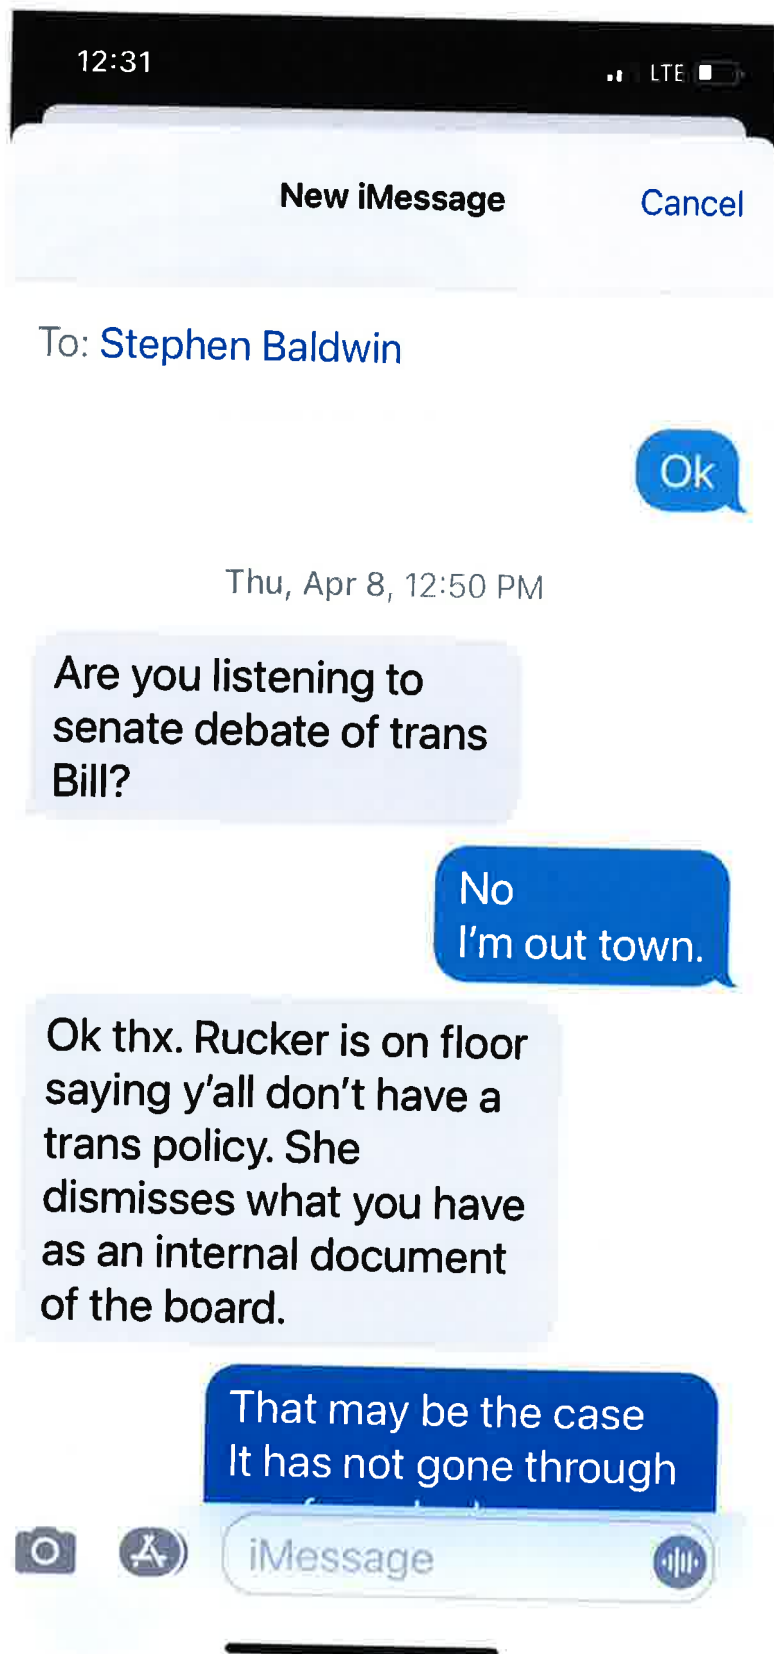 12:31
LTE
New iMessage
Cancel
To: Stephen Baldwin
Ok
Thu, Apr 8, 12:50 PM
Are you listening to
senate debate of trans
Bill?
No
I'm out town.
Ok thx. Rucker is on floor
saying y'all don't have a
trans policy. She
dismisses what you have
as an internal document
of the board.
That may be the case
It has not gone through
iMessage